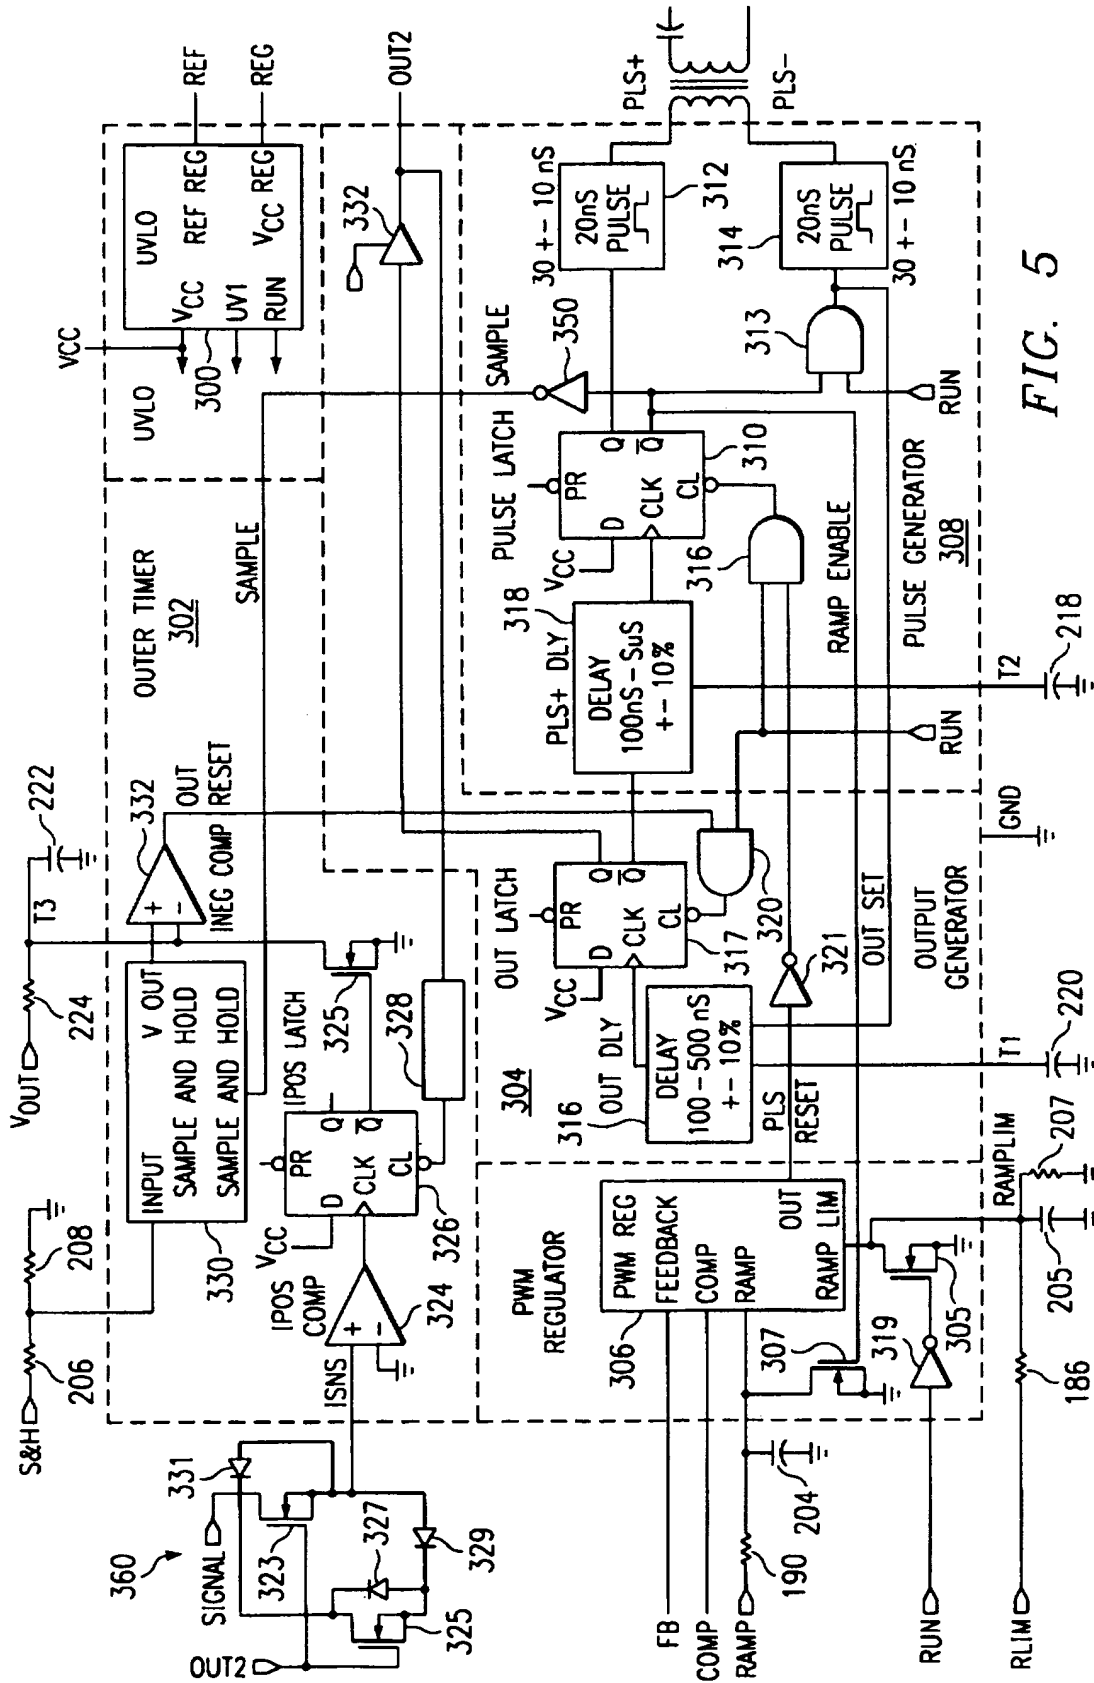 S&H
206
208
VOUT
224
T3
222
OUTER TIMER
302
UVLO
VCC
UVLO
VCC
REF REG
UV1
VCC REG
RUN
300
REF
REG
INPUT
V OUT
SAMPLE AND HOLD
SAMPLE AND HOLD
330
+
-
332
OUT
INEG COMP RESET
SAMPLE
360
SIGNAL
331
323
327
329
325
OUT2
ISNS
IPOS
COMP
+
-
324
VCC
IPOS LATCH
D
PR
Q
CLK
Q
CL
326
325
328
332
OUT2
PWM
REGULATOR
306
PWM REG
FEEDBACK
COMP
RAMP
OUT
RAMP LIM
307
319
305
FB
COMP
RAMP
190
204
RUN
RLIM
186
205
207
RAMPLIM
304
OUT DLY
316
DELAY
100-500 nS
+-10%
PLS
RESET
T1
220
OUT LATCH
VCC
D
PR
Q
CLK
Q
CL
317
320
321
OUT SET
OUTPUT
GENERATOR
GND
PLS+ DLY
318
DELAY
100nS-SuS
+-10%
T2
218
RUN
PULSE LATCH
VCC
D
PR
Q
CLK
Q
CL
310
316
RAMP ENABLE
PULSE GENERATOR
308
SAMPLE
350
313
RUN
30+-10 nS
20nS
PULSE
312
314
20nS
PULSE
30+-10 nS
PLS+
PLS-
FIG. 5